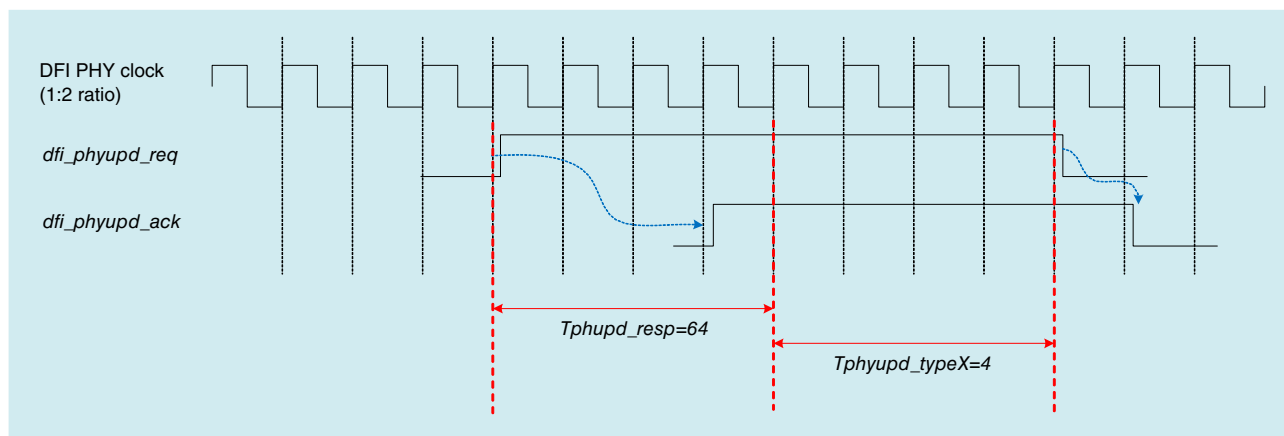 DFI PHY clock
(1:2 ratio)
dfi_phyupd_req
dfi_phyupd_ack
Tphupd_resp=64
Tphyupd_typeX=4